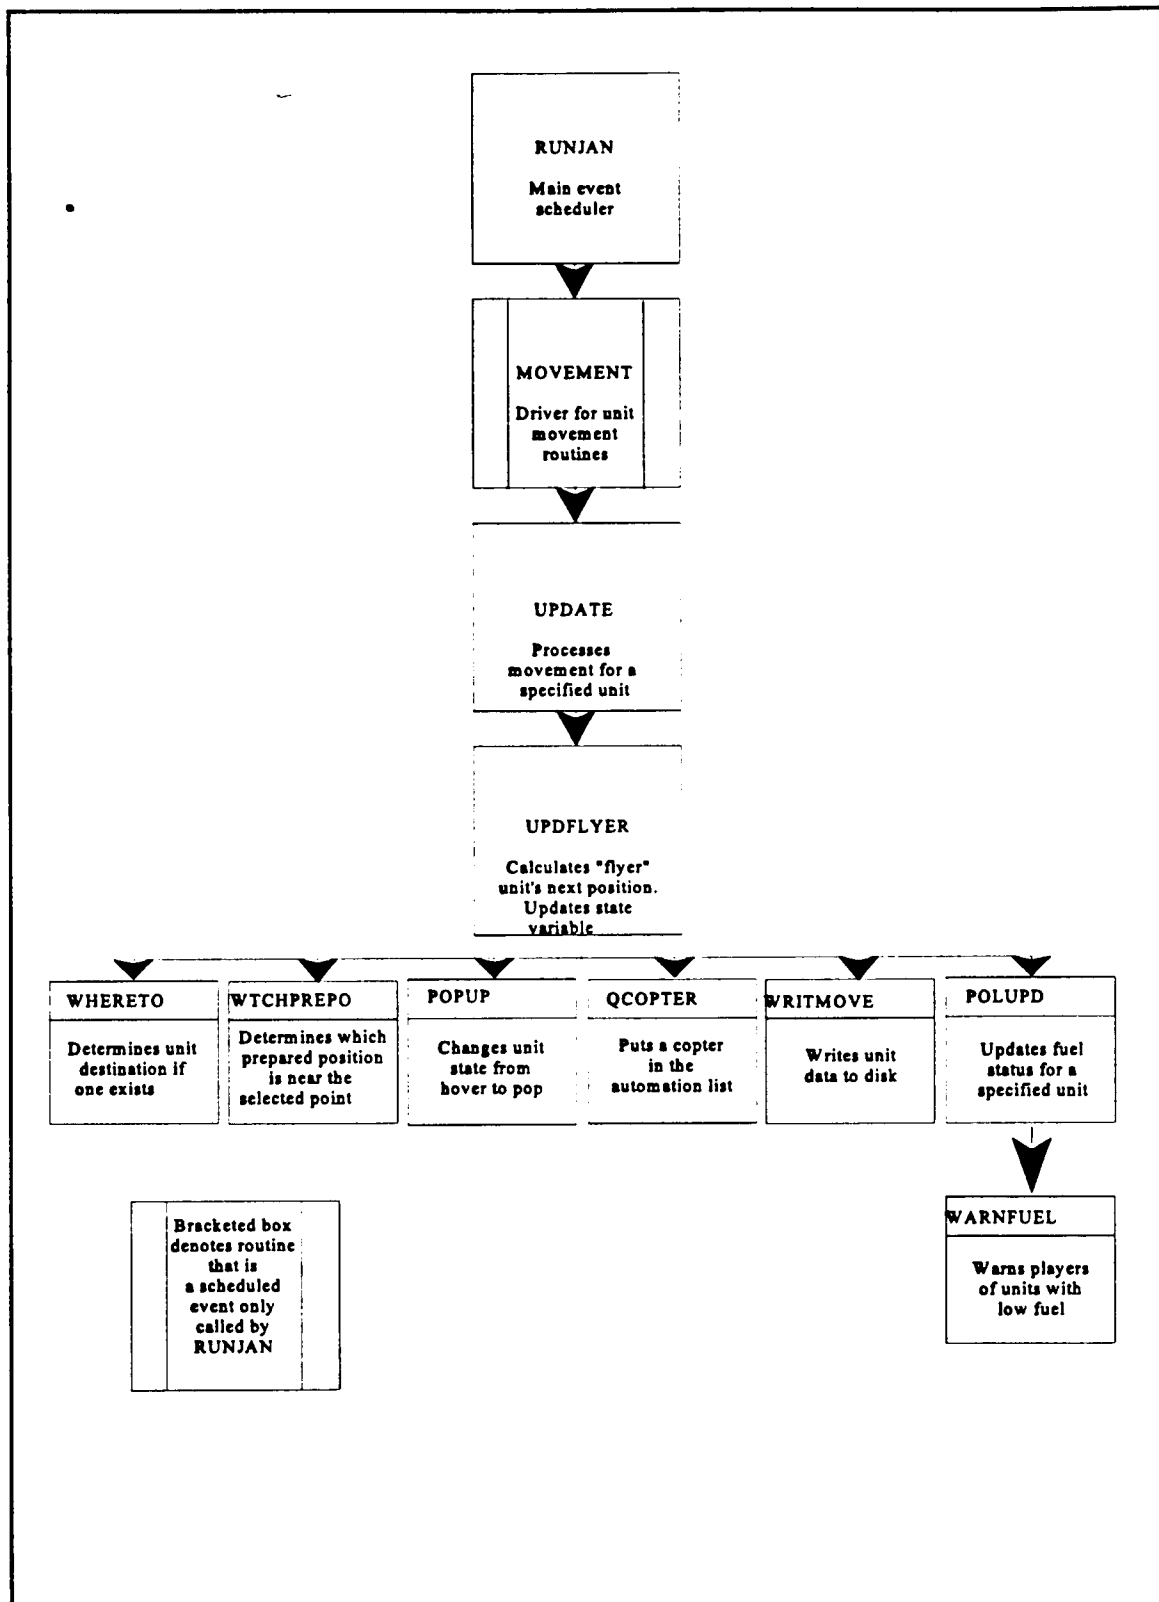 RUNJAN
Main event
scheduler
MOVEMENT
Driver for unit
movement
routines
UPDATE
Processes
movement for a
specified unit
UPDFLYER
Calculates "flyer"
unit's next position.
Updates state
variable
WHERETO
Determines unit
destination if
one exists
WTCHPREPO
Determines which
prepared position
is near the
selected point
POPUP
Changes unit
state from
hover to pop
QCOPTER
Puts a copter
in the
automation list
WRITMOVE
Writes unit
data to disk
POLUPD
Updates fuel
status for a
specified unit
WARNFUEL
Warns players
of units with
low fuel
Bracketed box
denotes routine
that is
a scheduled
event only
called by
RUNJAN